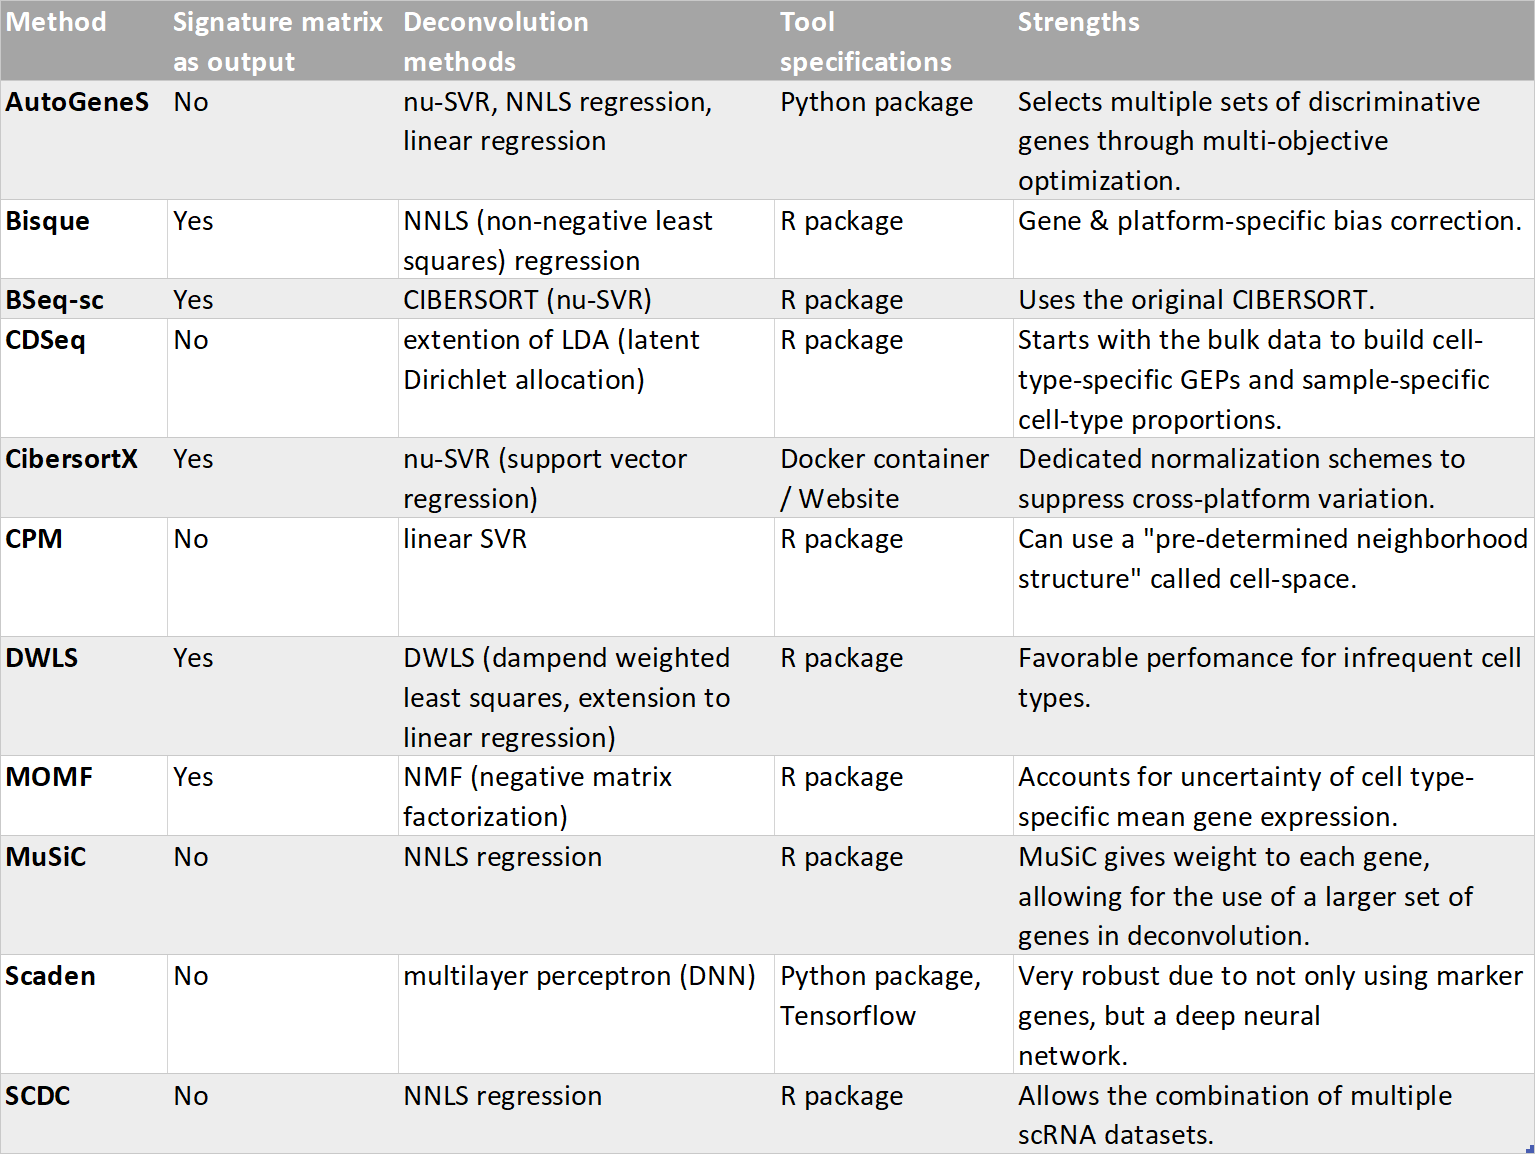 Method Signature matrix Deconvolution Tool Strengths
as output methods specifications
AutoGeneS No nu-SVR, NNLS regression, Python package Selects multiple sets of discriminative
linear regression genes through multi-objective
optimization.
Bisque Yes NNLS (non-negative least R package Gene & platform-specific bias correction.
squares) regression
BSeq-sc Yes CIBERSORT (nu-SVR) R package Uses the original CIBERSORT.
CDSeq No extention of LDA (latent R package Starts with the bulk data to build cell-
Dirichlet allocation) type-specific GEPs and sample-specific
cell-type proportions.
CibersortX Yes nu-SVR (support vector Docker container Dedicated normalization schemes to
regression) / Website suppress cross-platform variation.
CPM No linear SVR R package Can use a "pre-determined neighborhood
structure" called cell-space.
DWLS Yes DWLS (dampend weighted R package Favorable perfomance for infrequent cell
least squares, extension to types.
linear regression)
MOMF Yes NMF (negative matrix R package Accounts for uncertainty of cell type-
factorization) specific mean gene expression.
MuSiC No NNLS regression R package MuSiC gives weight to each gene,
allowing for the use of a larger set of
genes in deconvolution.
Scaden No multilayer perceptron (DNN) Python package, Very robust due to not only using marker
Tensorflow genes, but a deep neural
network.
SCDC No NNLS regression R package Allows the combination of multiple
scRNA datasets.